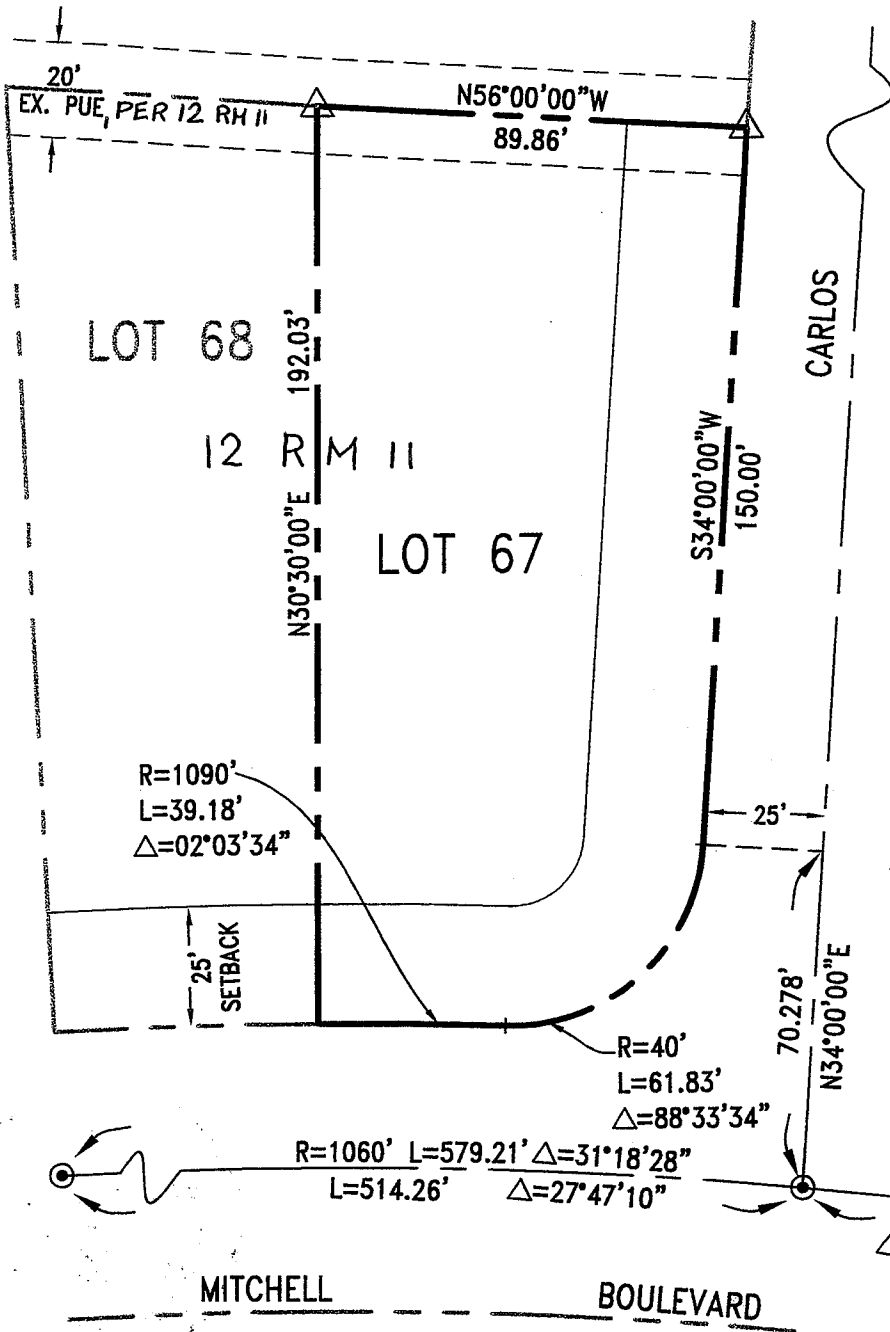 20'
EX. PUE, PER 12 RM 11
N56°00'00"W
89.86'
CARLOS
LOT 68
192.03'
12 RM 11
N30°30'00"E
LOT 67
S34°00'00"W
150.00'
R=1090'
L=39.18'
△=02°03'34"
25'
25'
SETBACK
70.278'
N34°00'00"E
R=40'
L=61.83'
△=88°33'34"
R=1060' L=579.21' △=31°18'28"
L=514.26' △=27°47'10"
MITCHELL BOULEVARD